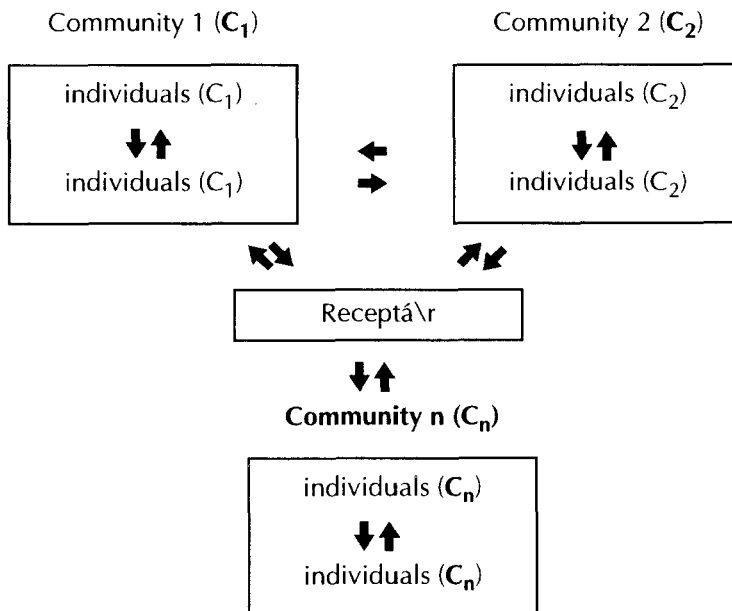 Community 1 (C₁)
Community 2 (C₂)
individuals (C₁)
individuals (C₁)
individuals (C₂)
individuals (C₂)
Receptá\r
Community n (Cₙ)
individuals (Cₙ)
individuals (Cₙ)